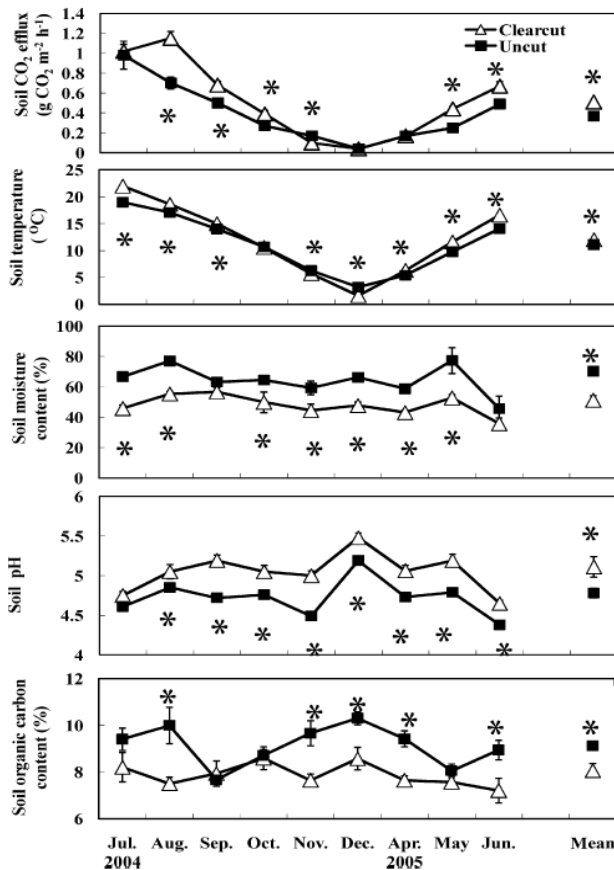 Clearcut
Uncut
Soil CO2 efflux
(g CO2 m-2 h-1)
1.4
1.2
1
0.8
0.6
0.4
0.2
0
* * * * * * *
Soil temperature
( oC)
25
20
15
10
5
0
* * * * * * * * *
Soil moisture
content (%)
100
80
60
40
20
0
* * * * * * * *
Soil pH
6
5.5
5
4.5
4
* * * * * * * * *
Soil organic carbon
content (%)
12
10
8
6
* * * * * *
Jul. Aug. Sep. Oct. Nov. Dec. Apr. May Jun. Mean
2004 2005